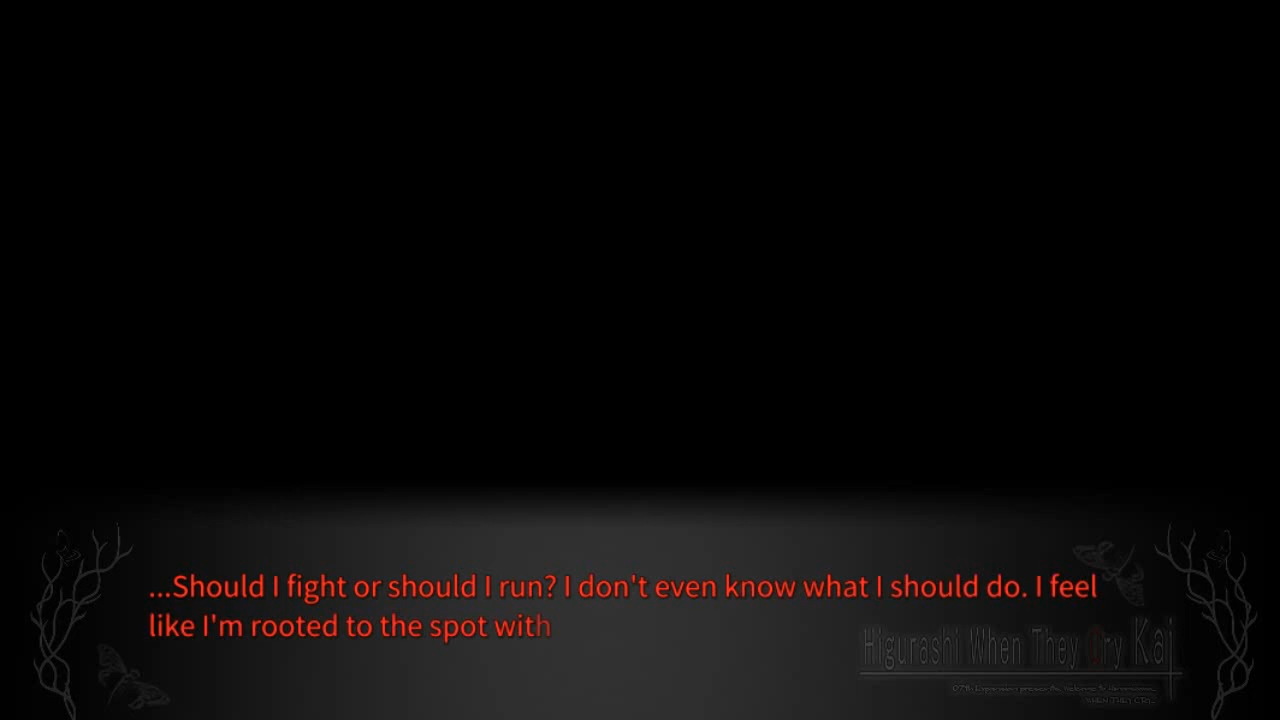 ...Should I fight or should I run? I don't even know what I should do. I feel
like I'm rooted to the spot with
Higurashi When They Cry Kai